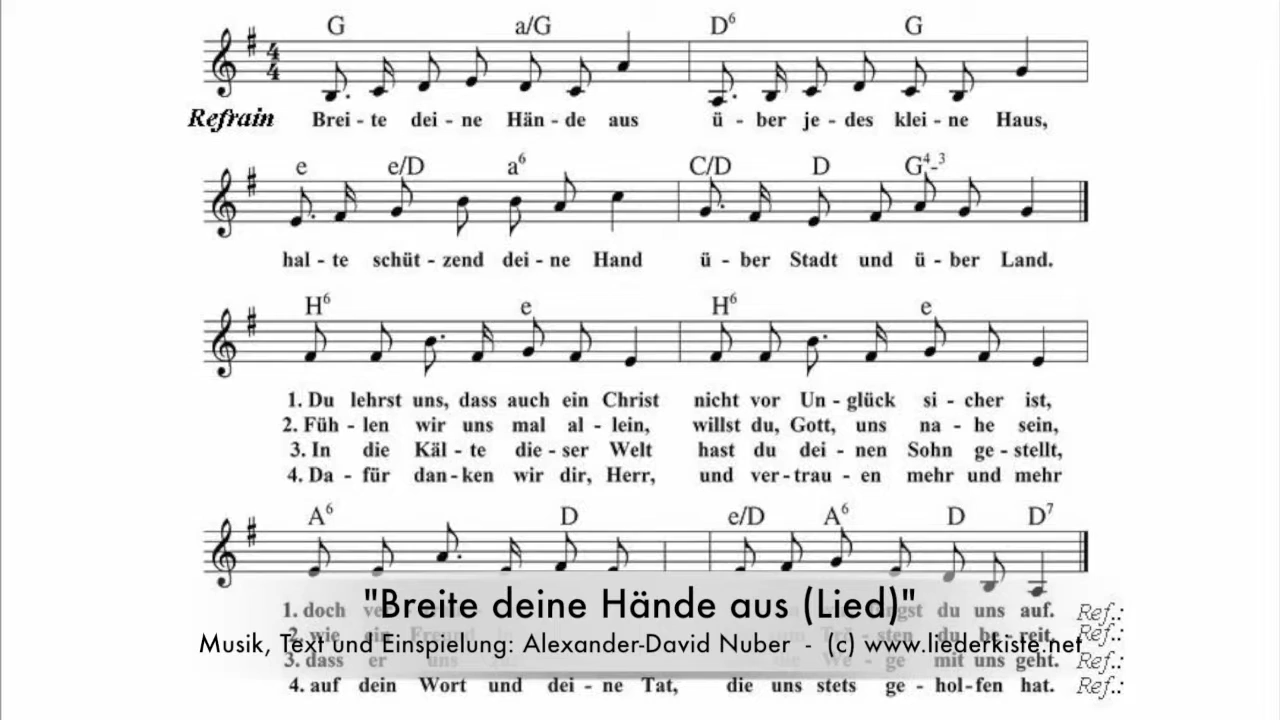 G a/G D6 G
Refrain Brei - te dei - ne Hän - de aus ü - ber je - des klei - ne Haus,
e e/D a6 C/D D G4-3
hal - te schüt - zend dei - ne Hand ü - ber Stadt und ü - ber Land.
H6 e H6 e
1. Du lehrst uns, dass auch ein Christ nicht vor Un - glück si - cher ist,
2. Füh - len wir uns mal al - lein, willst du, Gott, uns na - he sein,
3. In die Käl - te die - ser Welt hast du dei - nen Sohn ge - stellt,
4. Da - für dan - ken wir dir, Herr, und ver - trau - en mehr und mehr
A6 D e/D A6 D D7
"Breite deine Hände aus (Lied)"
1. doch du uns auf. Ref.:
2. wie ein - sten du be - reit. Ref.:
Musik, Text und Einspielung: Alexander-David Nuber - (c) www.liederkiste.net
3. dass er uns - ge mit uns geht. Ref.:
4. auf dein Wort und dei - ne Tat, die uns stets ge - hol - fen hat. Ref.: